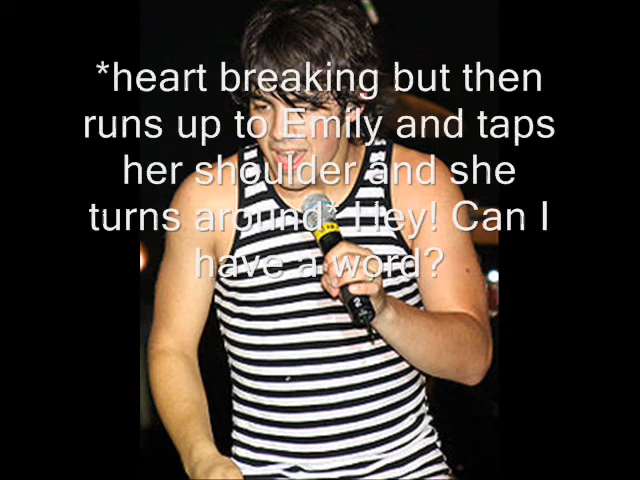 *heart breaking but then
runs up to Emily and taps
her shoulder and she
turns around* Hey! Can I
have a word?